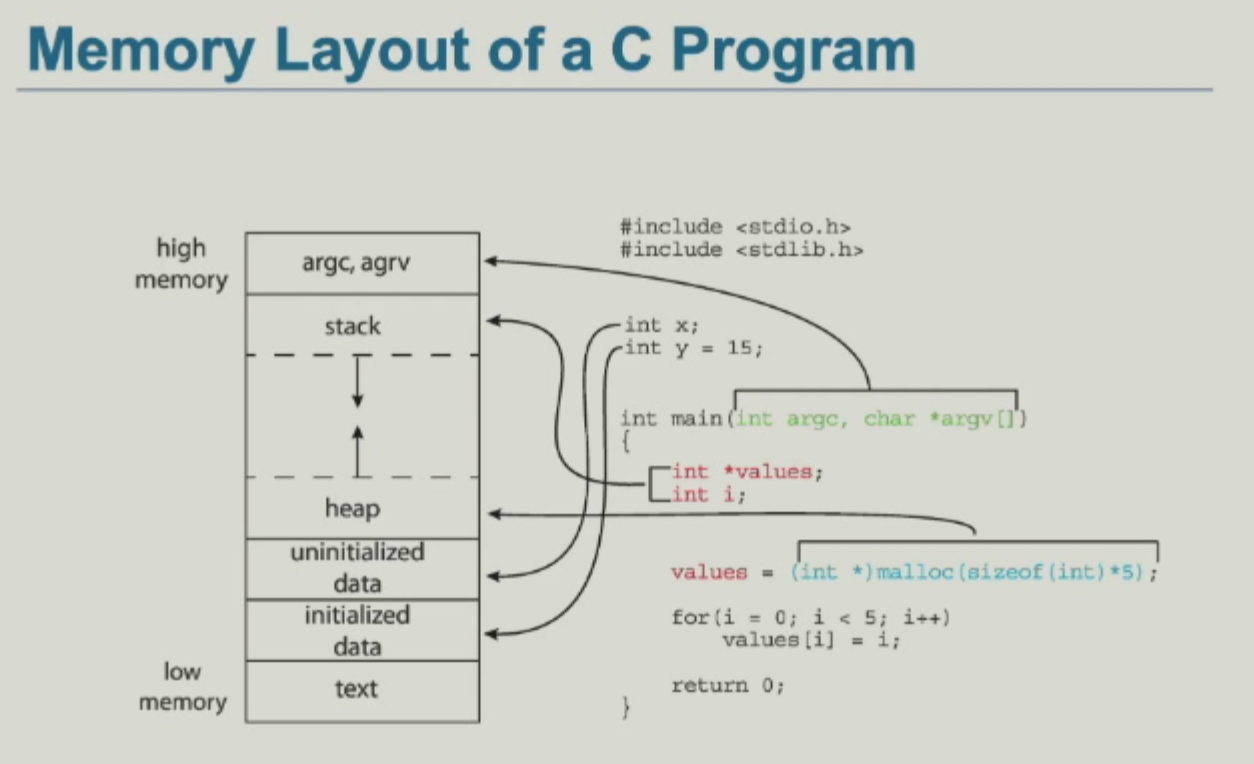 Memory Layout of a C Program
high
memory
argc, agrv
stack
heap
uninitialized
data
initialized
data
low
memory
text
#include <stdio.h>
#include <stdlib.h>
int x;
int y = 15;
int main(int argc, char *argv[])
{
int *values;
int i;
values = (int *)malloc(sizeof(int)*5);
for(i = 0; i < 5; i++)
values[i] = i;
return 0;
}